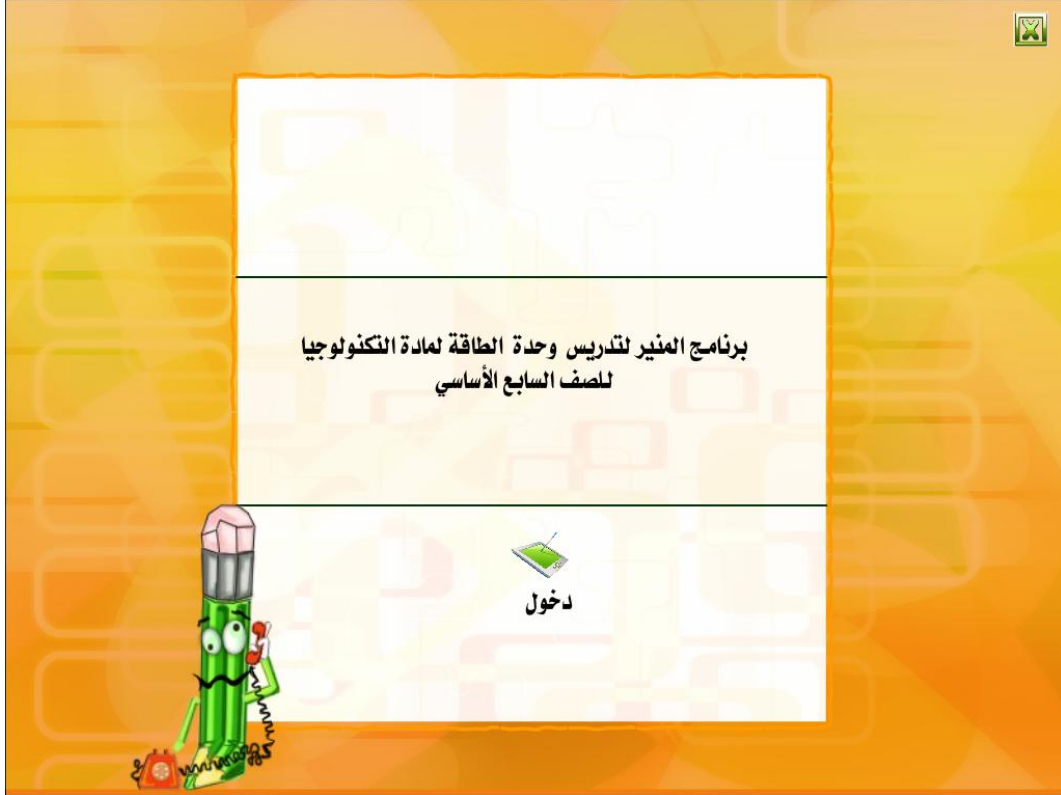 برنامج المنير لتدريس وحدة الطاقة لمادة التكنولوجيا
للصف السابع الأساسي
دخول